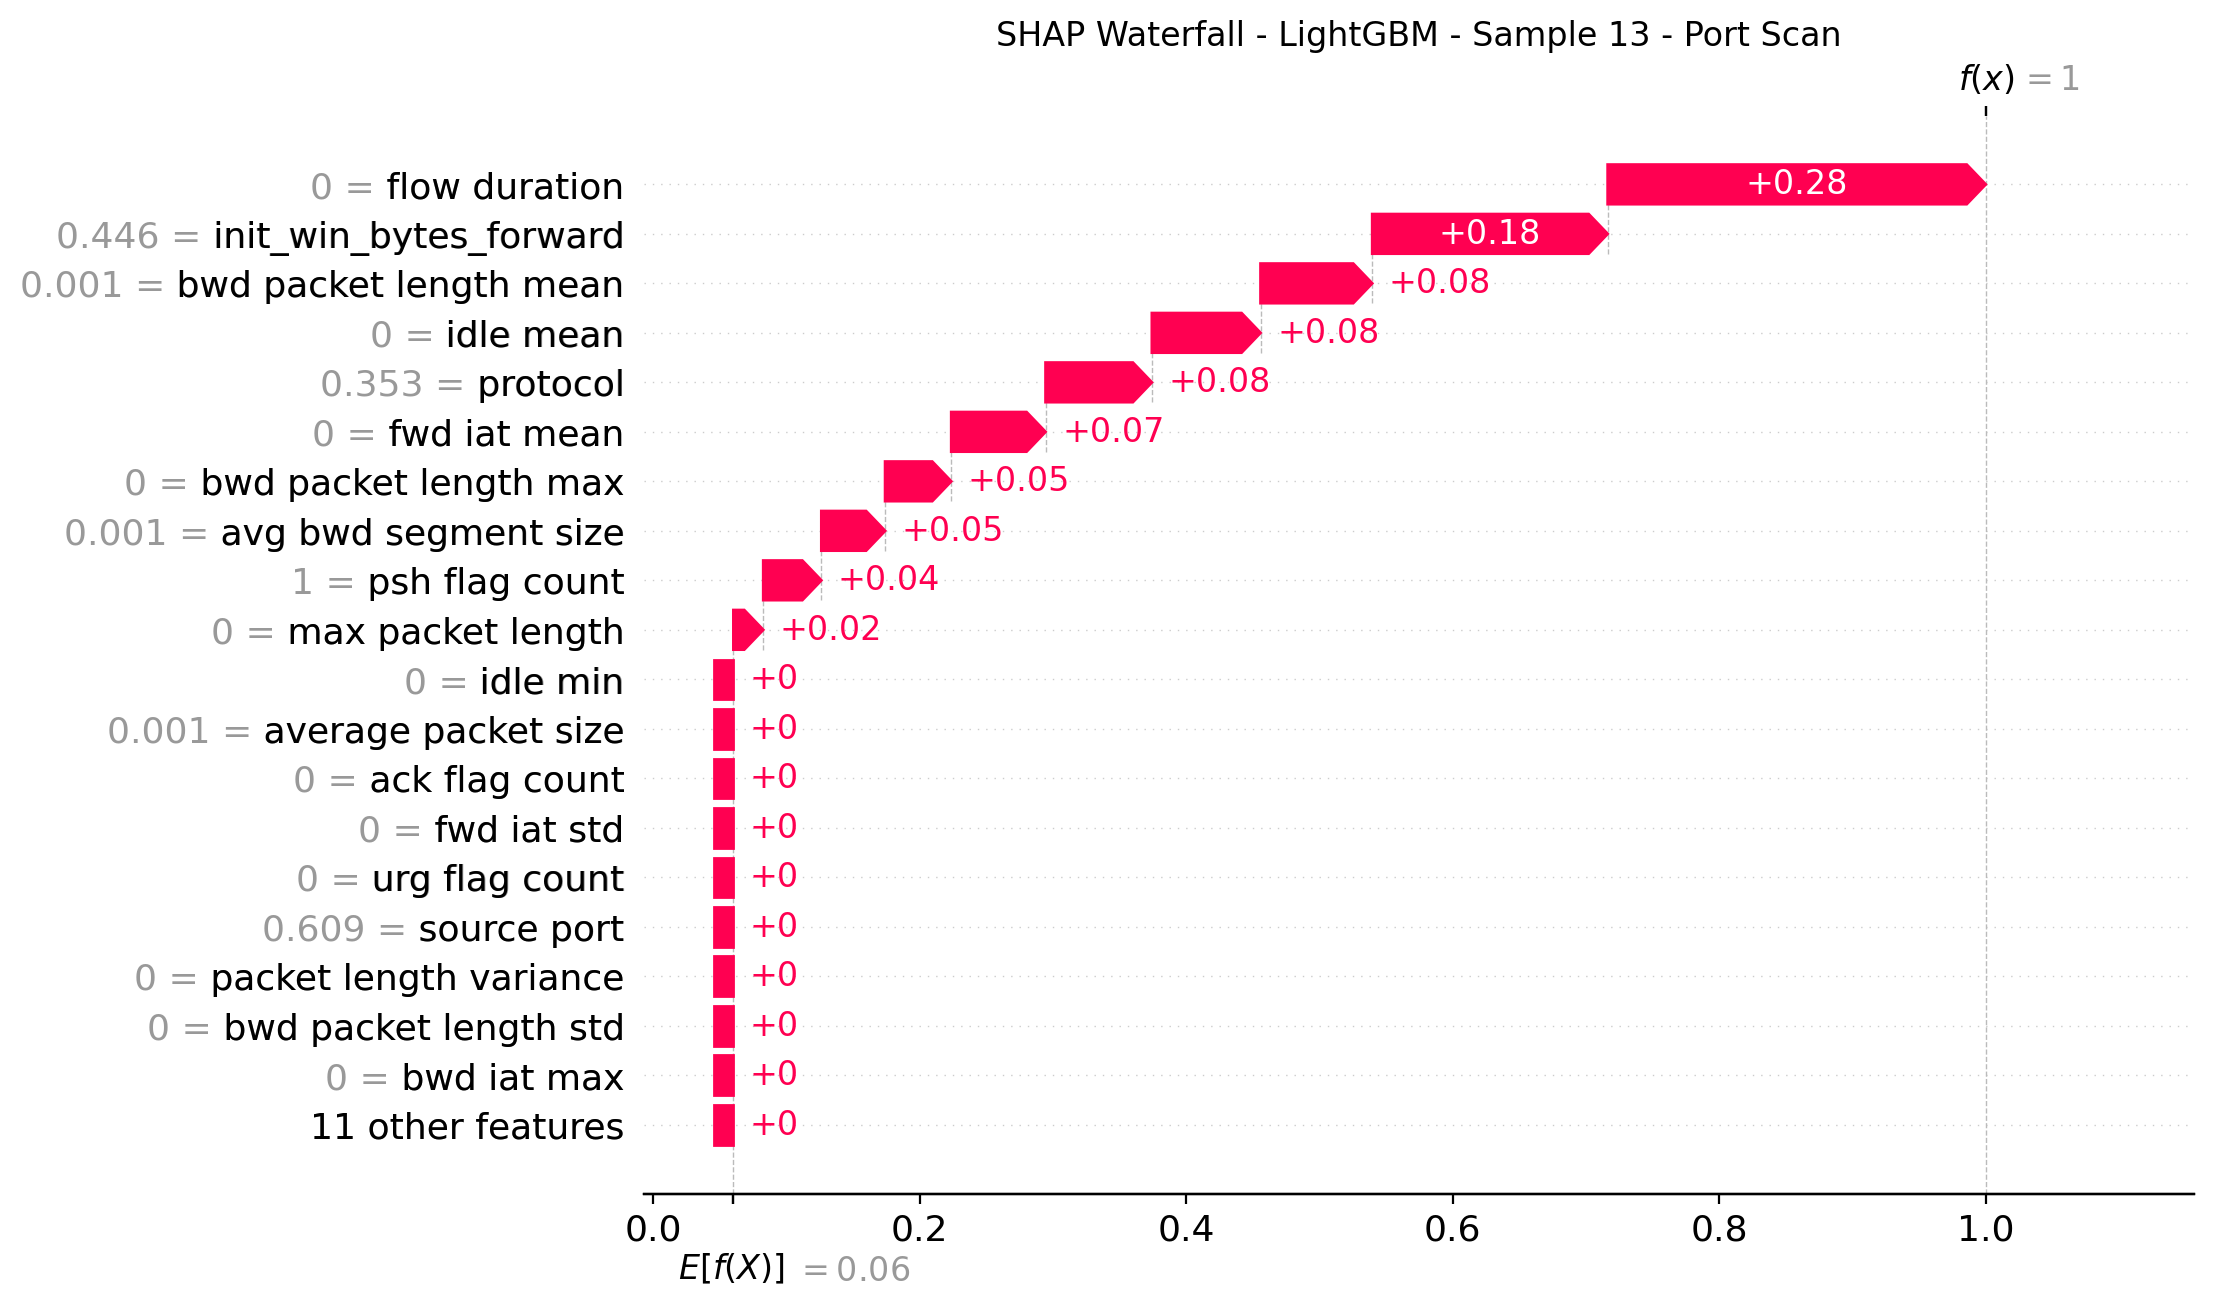 SHAP Waterfall - LightGBM - Sample 13 - Port Scan
f(x) = 1
0 = flow duration +0.28
0.446 = init_win_bytes_forward +0.18
0.001 = bwd packet length mean +0.08
0 = idle mean +0.08
0.353 = protocol +0.08
0 = fwd iat mean +0.07
0 = bwd packet length max +0.05
0.001 = avg bwd segment size +0.05
1 = psh flag count +0.04
0 = max packet length +0.02
0 = idle min +0
0.001 = average packet size +0
0 = ack flag count +0
0 = fwd iat std +0
0 = urg flag count +0
0.609 = source port +0
0 = packet length variance +0
0 = bwd packet length std +0
0 = bwd iat max +0
11 other features +0
0.0 0.2 0.4 0.6 0.8 1.0
E[f(X)] = 0.06